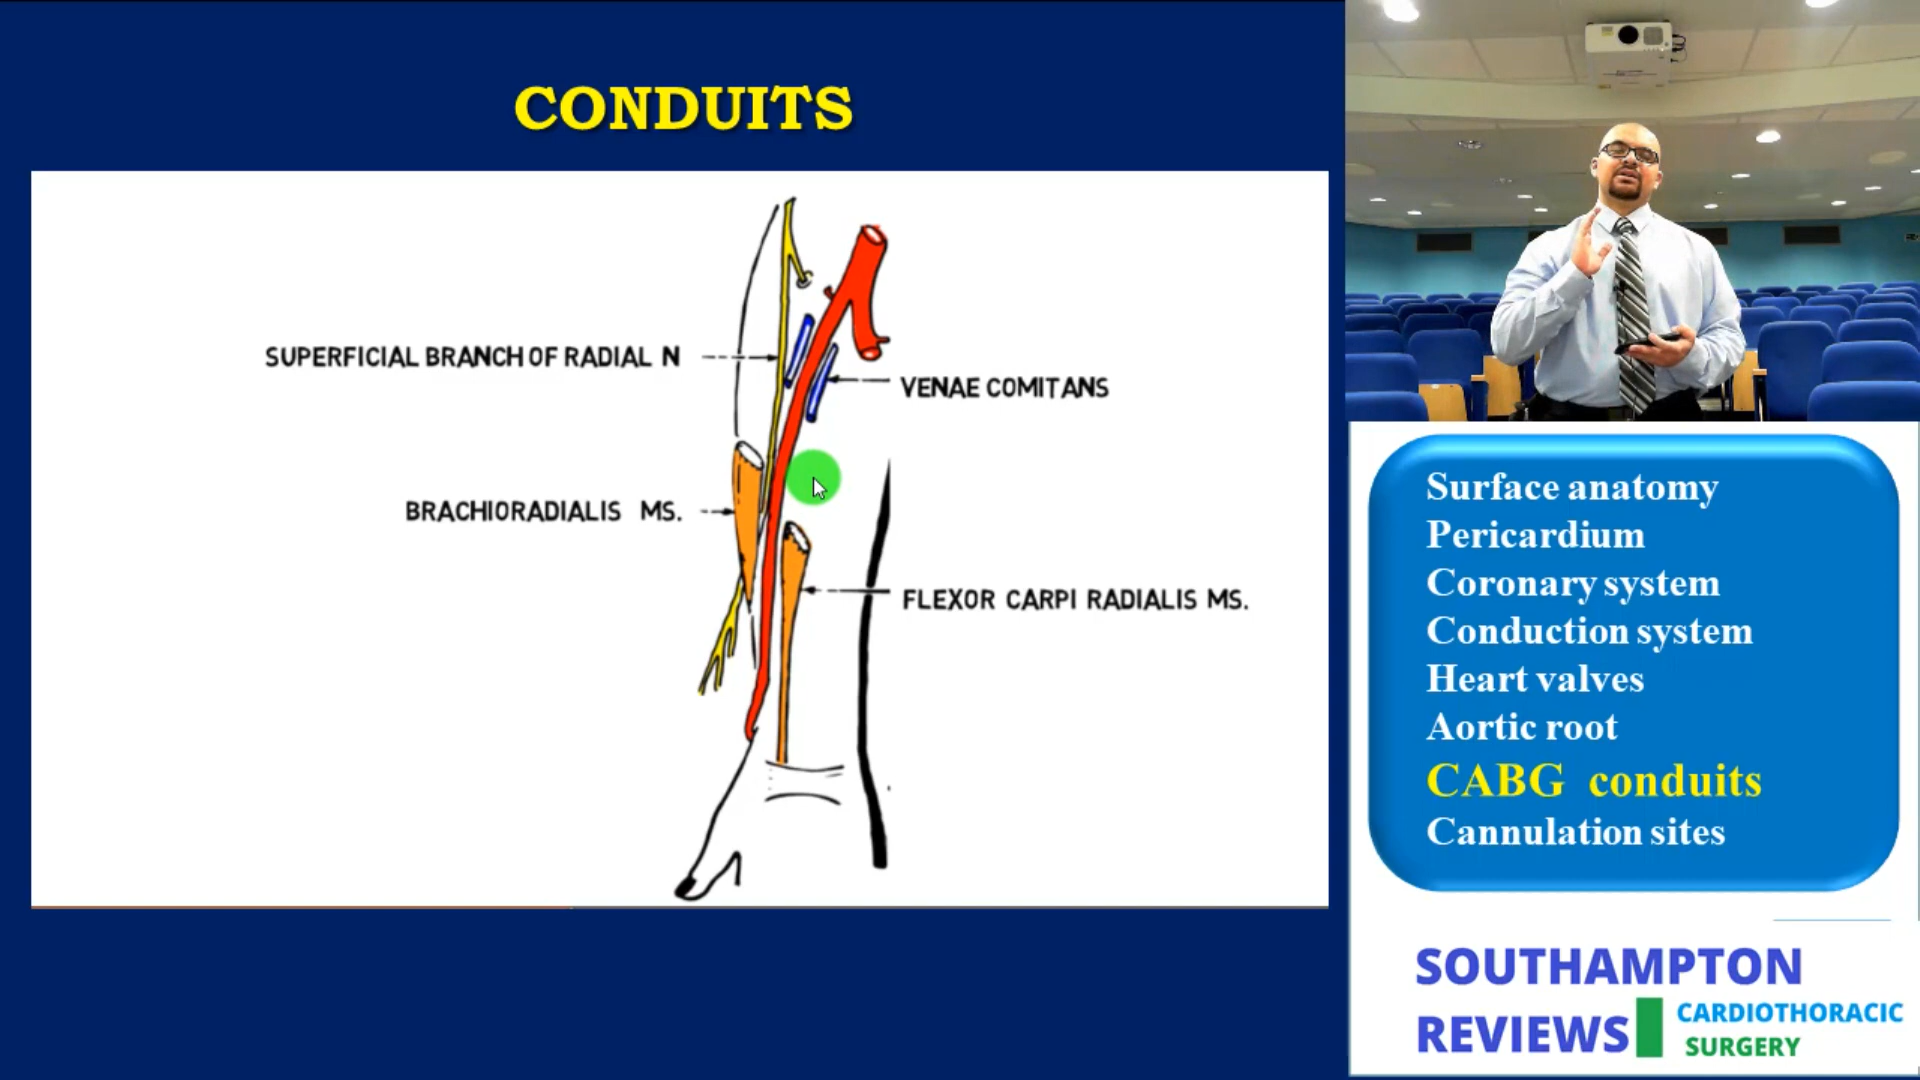 CONDUITS
SUPERFICIAL BRANCH OF RADIAL N
VENAE COMITANS
BRACHIORADIALIS MS.
FLEXOR CARPI RADIALIS MS.
Surface anatomy
Pericardium
Coronary system
Conduction system
Heart valves
Aortic root
CABG conduits
Cannulation sites
SOUTHAMPTON
REVIEWS
CARDIOTHORACIC
SURGERY